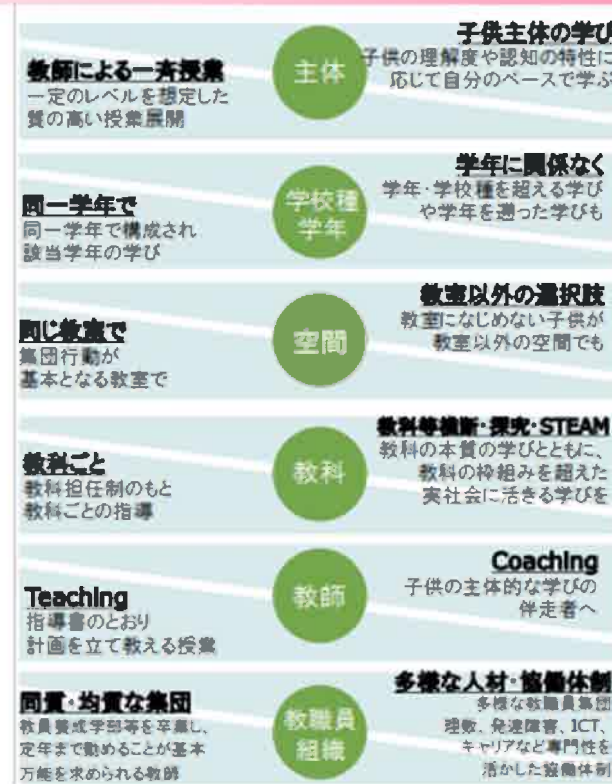 教師による一斉授業
一定のレベルを想定した
質の高い授業展開
主体
子供主体の学び
子供の理解度や認知の特性に
応じて自分のペースで学ぶ
同一学年で
同一学年で構成され
該当学年の学び
学校種
学年
学年に関係なく
学年・学校種を超える学び
や学年を遡った学びも
同じ教室で
集団行動が
基本となる教室で
空間
教室以外の選択肢
教室になじめない子供が
教室以外の空間でも
教科ごと
教科担任制のもと
教科ごとの指導
教科
教科等横断・探究・STEAM
教科の本質の学びとともに、
教科の枠組みを超えた
実社会に活きる学びを
Teaching
指導書のとおり
計画を立て教える授業
教師
Coaching
子供の主体的な学びの
伴走者へ
同質・均質な集団
教員養成学部等を卒業し、
定年まで勤めることが基本
万能を求められる教師
教職員
組織
多様な人材・協働体制
多様な教職員集団
理数、発達障害、ICT、
キャリアなど専門性を
活かした協働体制